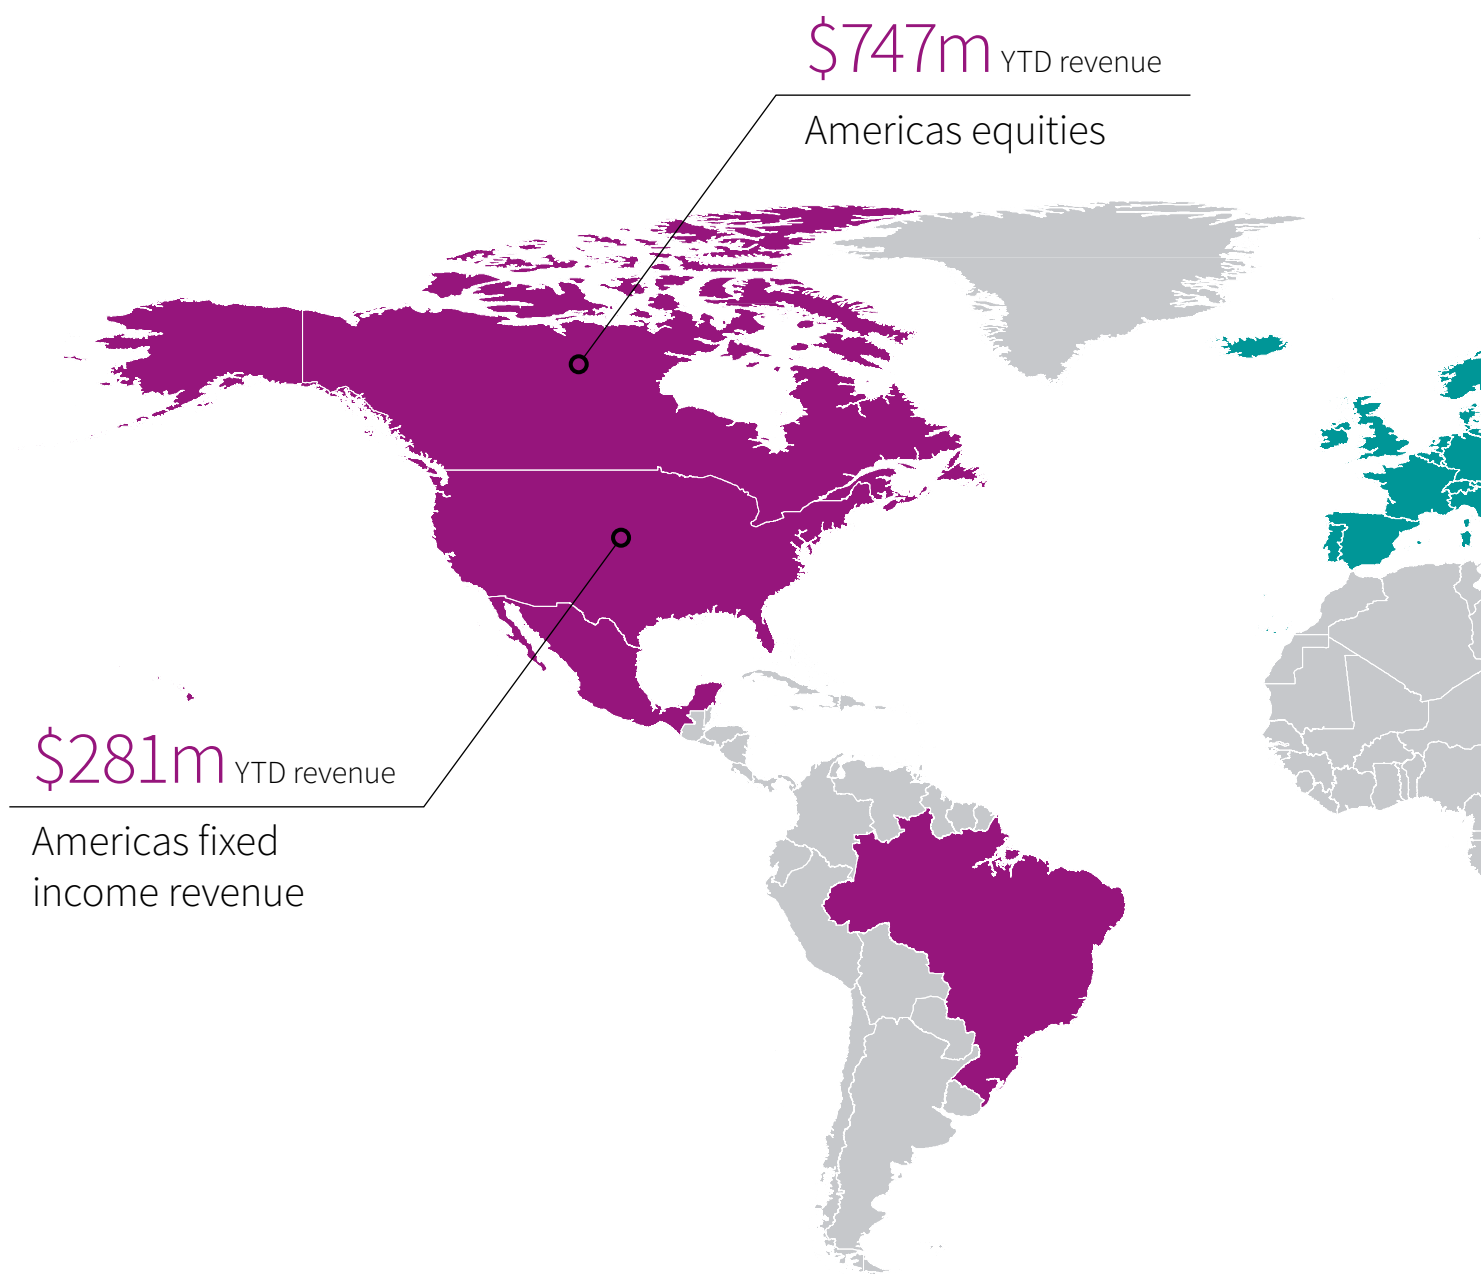 $747m YTD revenue
Americas equities
$281m YTD revenue
Americas fixed
income revenue